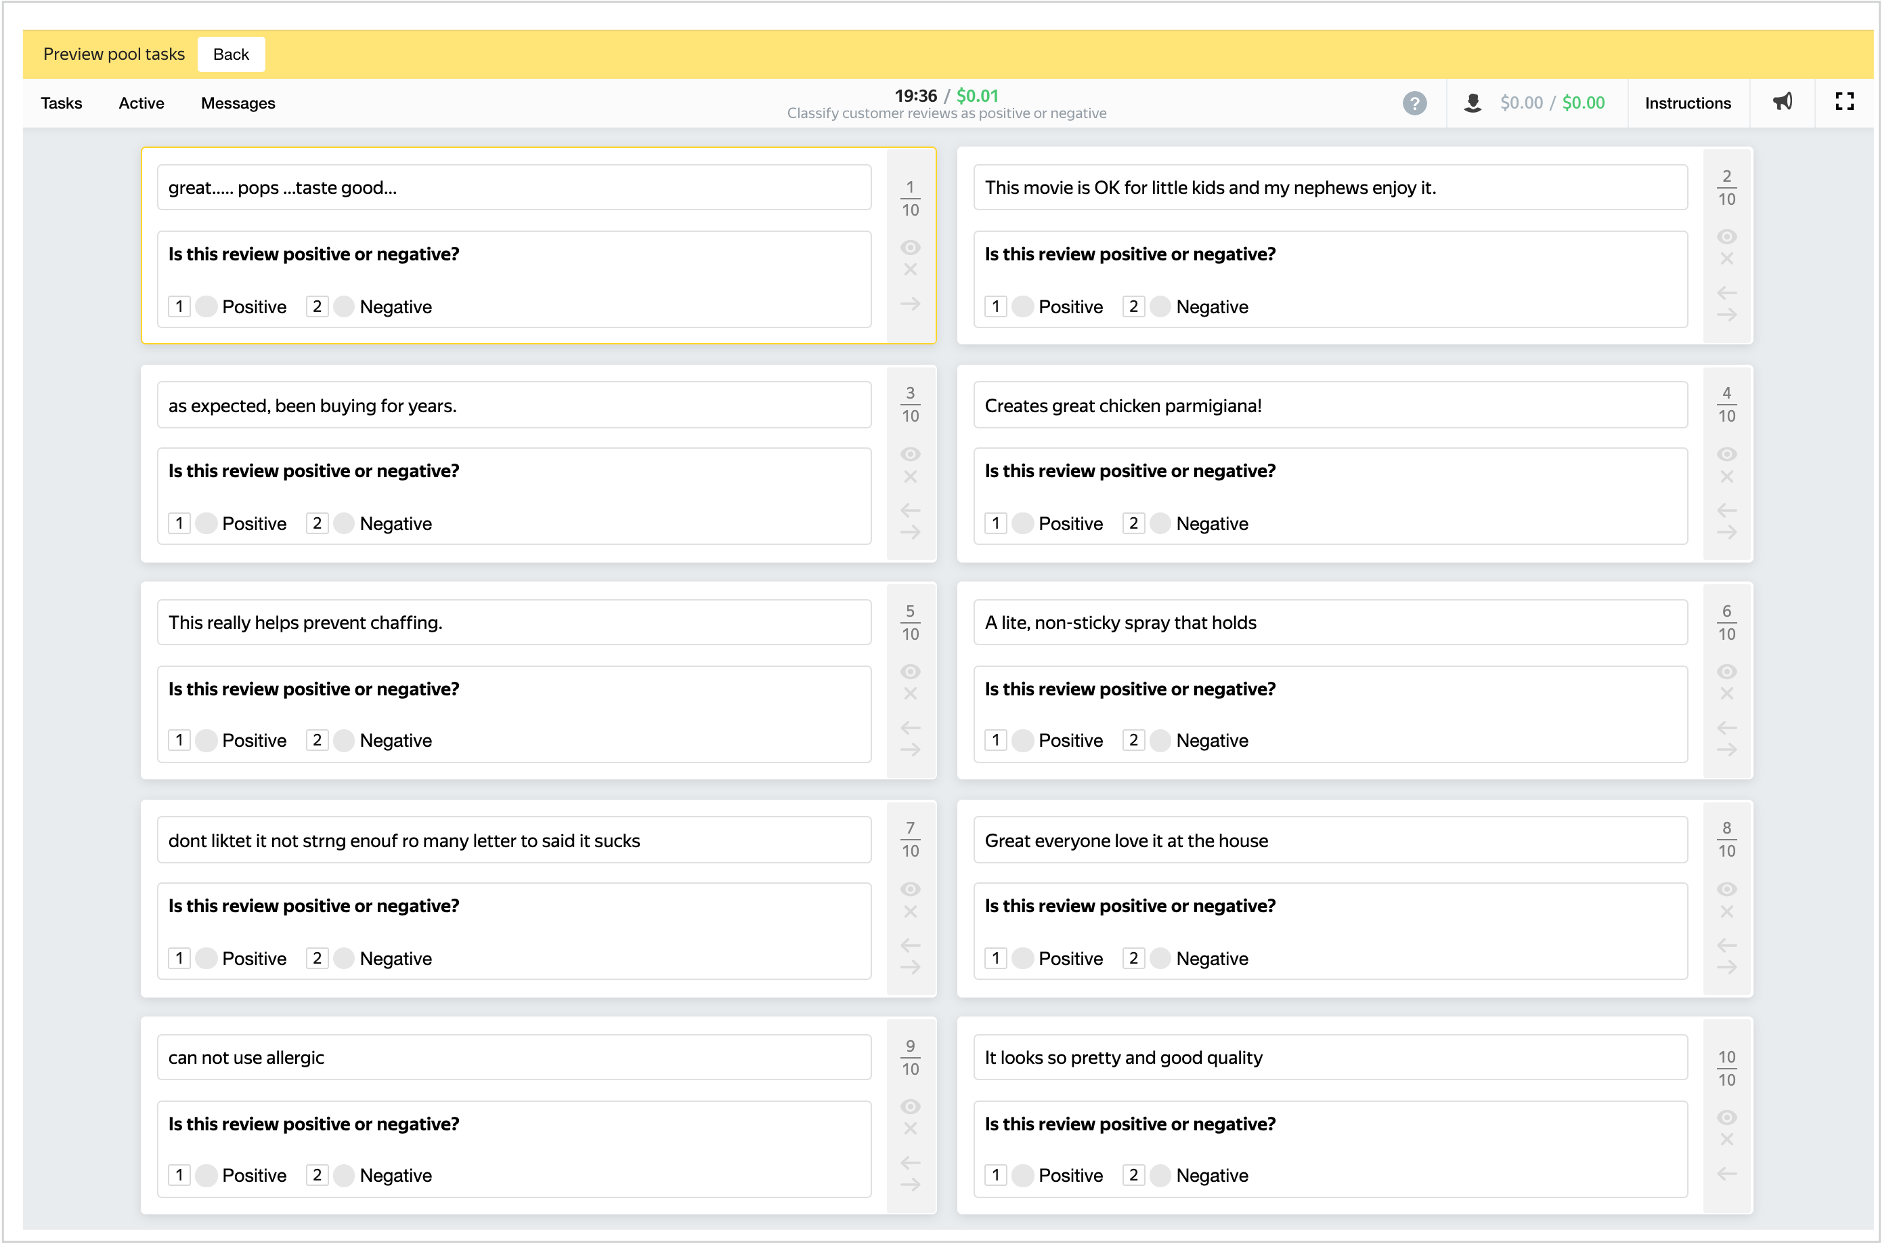 Preview pool tasks Back
Tasks Active Messages
19:36 / $0.01
Classify customer reviews as positive or negative
? $0.00 / $0.00 Instructions
great..... pops ...taste good...
1
10
Is this review positive or negative?
1 Positive 2 Negative
This movie is OK for little kids and my nephews enjoy it.
2
10
Is this review positive or negative?
1 Positive 2 Negative
as expected, been buying for years.
3
10
Is this review positive or negative?
1 Positive 2 Negative
Creates great chicken parmigiana!
4
10
Is this review positive or negative?
1 Positive 2 Negative
This really helps prevent chaffing.
5
10
Is this review positive or negative?
1 Positive 2 Negative
A lite, non-sticky spray that holds
6
10
Is this review positive or negative?
1 Positive 2 Negative
dont liktet it not strng enouf ro many letter to said it sucks
7
10
Is this review positive or negative?
1 Positive 2 Negative
Great everyone love it at the house
8
10
Is this review positive or negative?
1 Positive 2 Negative
can not use allergic
9
10
Is this review positive or negative?
1 Positive 2 Negative
It looks so pretty and good quality
10
10
Is this review positive or negative?
1 Positive 2 Negative